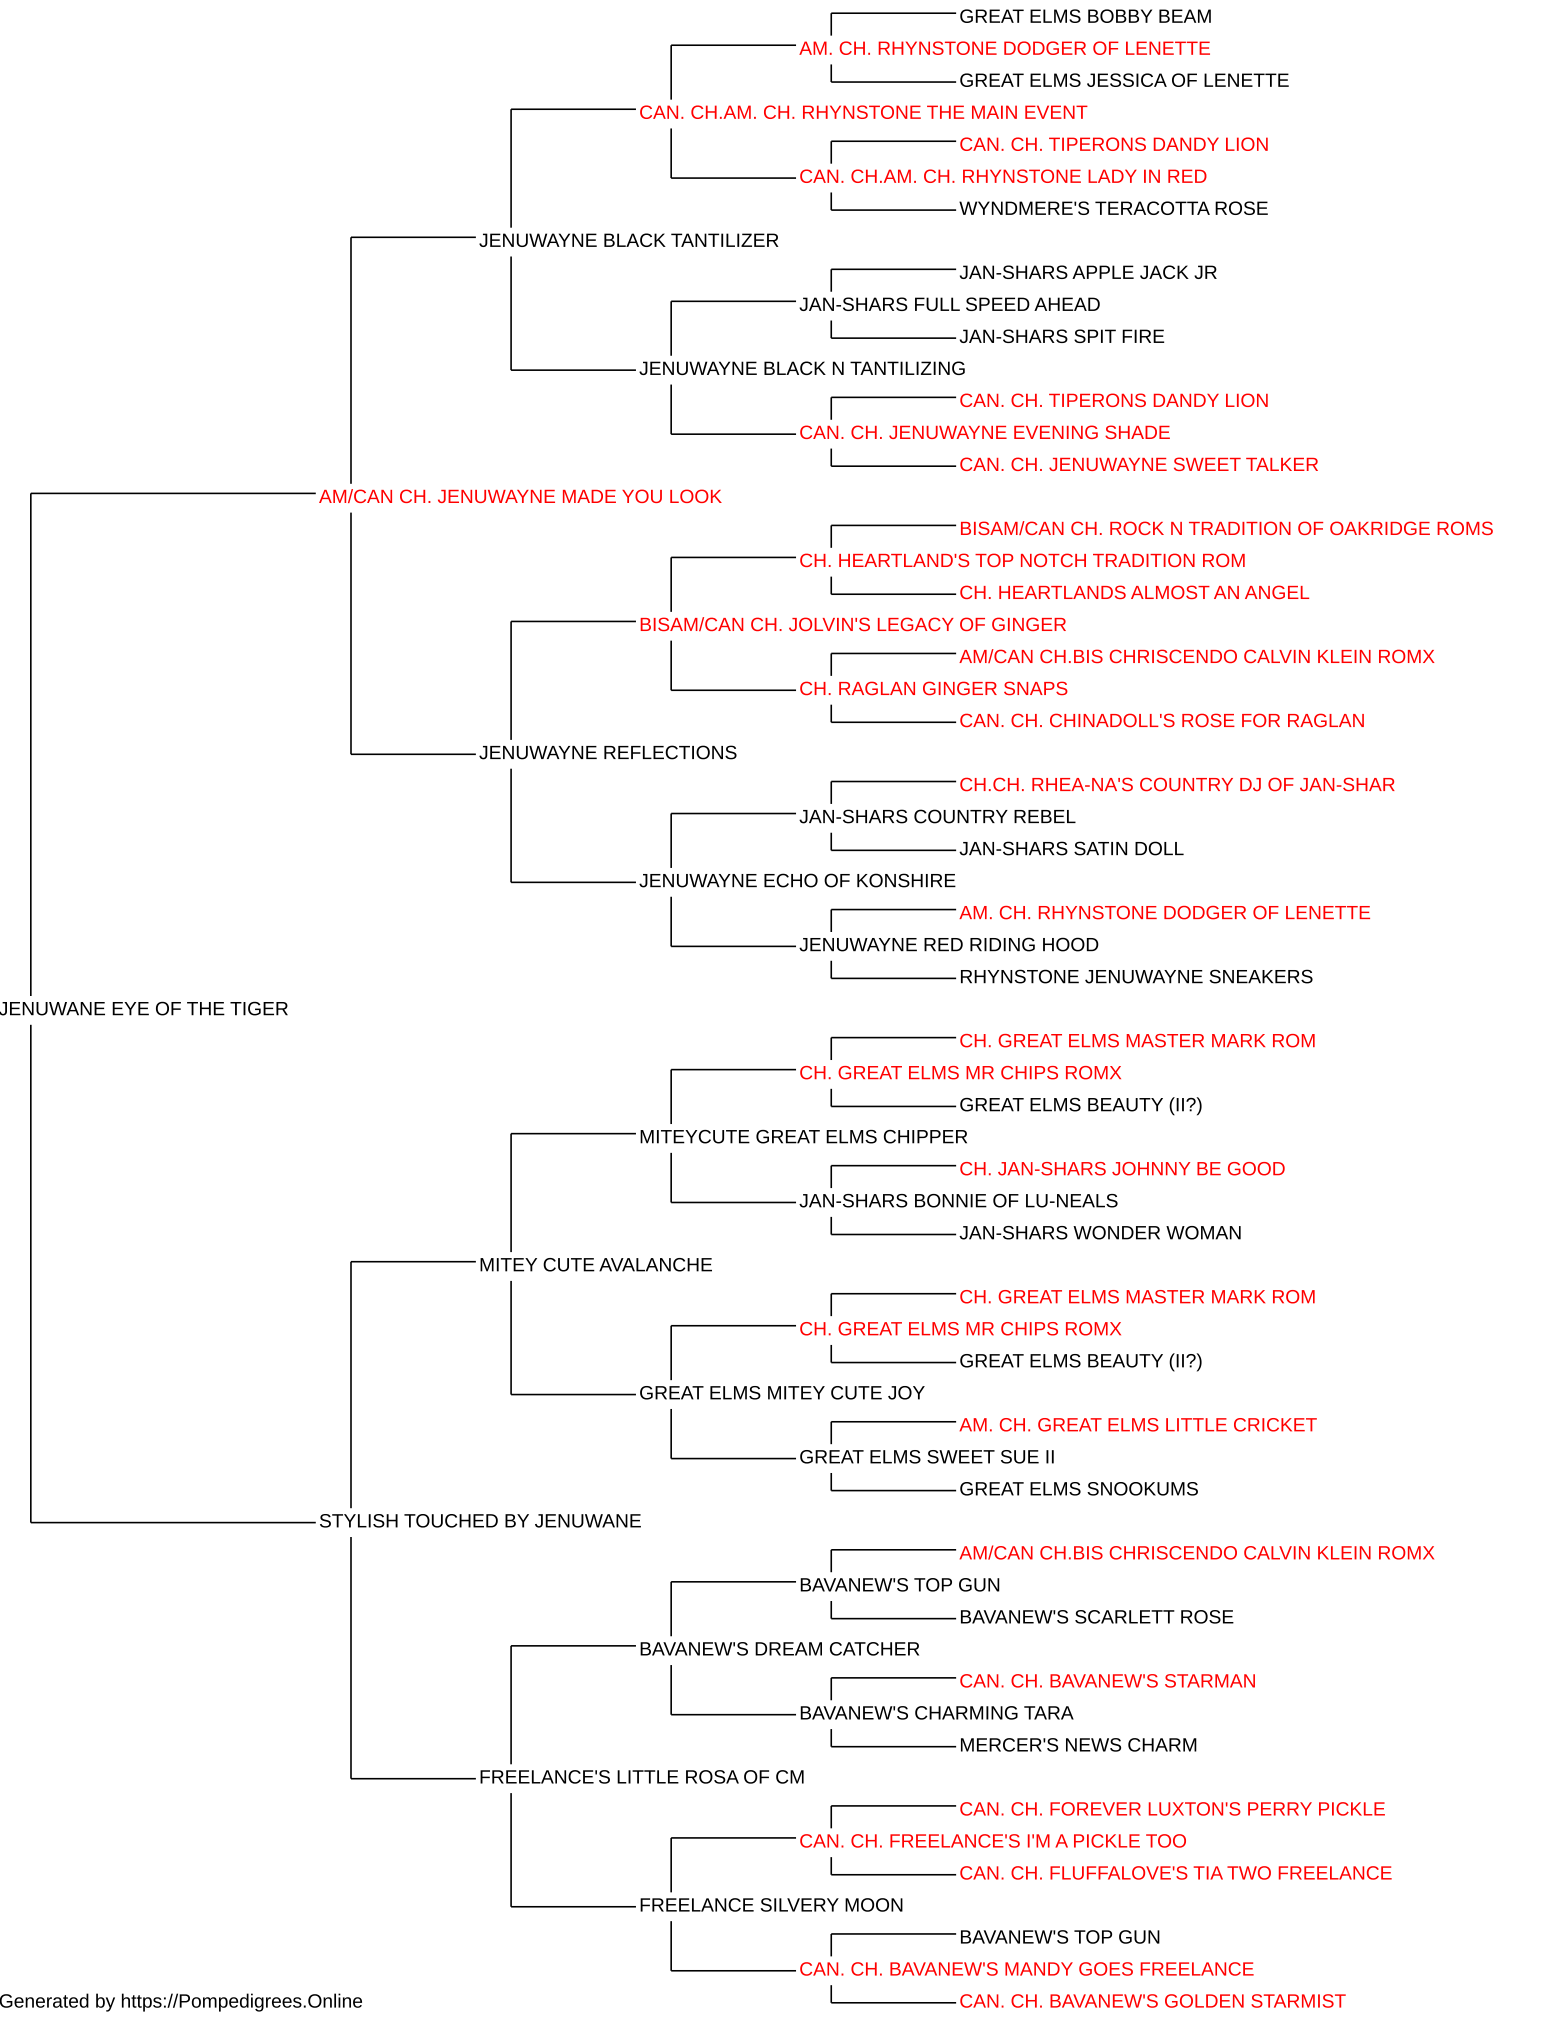 GREAT ELMS BOBBY BEAM
AM. CH. RHYNSTONE DODGER OF LENETTE
GREAT ELMS JESSICA OF LENETTE
CAN. CH.AM. CH. RHYNSTONE THE MAIN EVENT
CAN. CH. TIPERONS DANDY LION
CAN. CH.AM. CH. RHYNSTONE LADY IN RED
WYNDMERE'S TERACOTTA ROSE
JENUWAYNE BLACK TANTILIZER
JAN-SHARS APPLE JACK JR
JAN-SHARS FULL SPEED AHEAD
JAN-SHARS SPIT FIRE
JENUWAYNE BLACK N TANTILIZING
CAN. CH. TIPERONS DANDY LION
CAN. CH. JENUWAYNE EVENING SHADE
CAN. CH. JENUWAYNE SWEET TALKER
AM/CAN CH. JENUWAYNE MADE YOU LOOK
BISAM/CAN CH. ROCK N TRADITION OF OAKRIDGE ROMS
CH. HEARTLAND'S TOP NOTCH TRADITION ROM
CH. HEARTLANDS ALMOST AN ANGEL
BISAM/CAN CH. JOLVIN'S LEGACY OF GINGER
AM/CAN CH.BIS CHRISCENDO CALVIN KLEIN ROMX
CH. RAGLAN GINGER SNAPS
CAN. CH. CHINADOLL'S ROSE FOR RAGLAN
JENUWAYNE REFLECTIONS
CH.CH. RHEA-NA'S COUNTRY DJ OF JAN-SHAR
JAN-SHARS COUNTRY REBEL
JAN-SHARS SATIN DOLL
JENUWAYNE ECHO OF KONSHIRE
AM. CH. RHYNSTONE DODGER OF LENETTE
JENUWAYNE RED RIDING HOOD
RHYNSTONE JENUWAYNE SNEAKERS
JENUWANE EYE OF THE TIGER
CH. GREAT ELMS MASTER MARK ROM
CH. GREAT ELMS MR CHIPS ROMX
GREAT ELMS BEAUTY (II?)
MITEYCUTE GREAT ELMS CHIPPER
CH. JAN-SHARS JOHNNY BE GOOD
JAN-SHARS BONNIE OF LU-NEALS
JAN-SHARS WONDER WOMAN
MITEY CUTE AVALANCHE
CH. GREAT ELMS MASTER MARK ROM
CH. GREAT ELMS MR CHIPS ROMX
GREAT ELMS BEAUTY (II?)
GREAT ELMS MITEY CUTE JOY
AM. CH. GREAT ELMS LITTLE CRICKET
GREAT ELMS SWEET SUE II
GREAT ELMS SNOOKUMS
STYLISH TOUCHED BY JENUWANE
AM/CAN CH.BIS CHRISCENDO CALVIN KLEIN ROMX
BAVANEW'S TOP GUN
BAVANEW'S SCARLETT ROSE
BAVANEW'S DREAM CATCHER
CAN. CH. BAVANEW'S STARMAN
BAVANEW'S CHARMING TARA
MERCER'S NEWS CHARM
FREELANCE'S LITTLE ROSA OF CM
CAN. CH. FOREVER LUXTON'S PERRY PICKLE
CAN. CH. FREELANCE'S I'M A PICKLE TOO
CAN. CH. FLUFFALOVE'S TIA TWO FREELANCE
FREELANCE SILVERY MOON
BAVANEW'S TOP GUN
CAN. CH. BAVANEW'S MANDY GOES FREELANCE
CAN. CH. BAVANEW'S GOLDEN STARMIST
Generated by https://Pompedigrees.Online